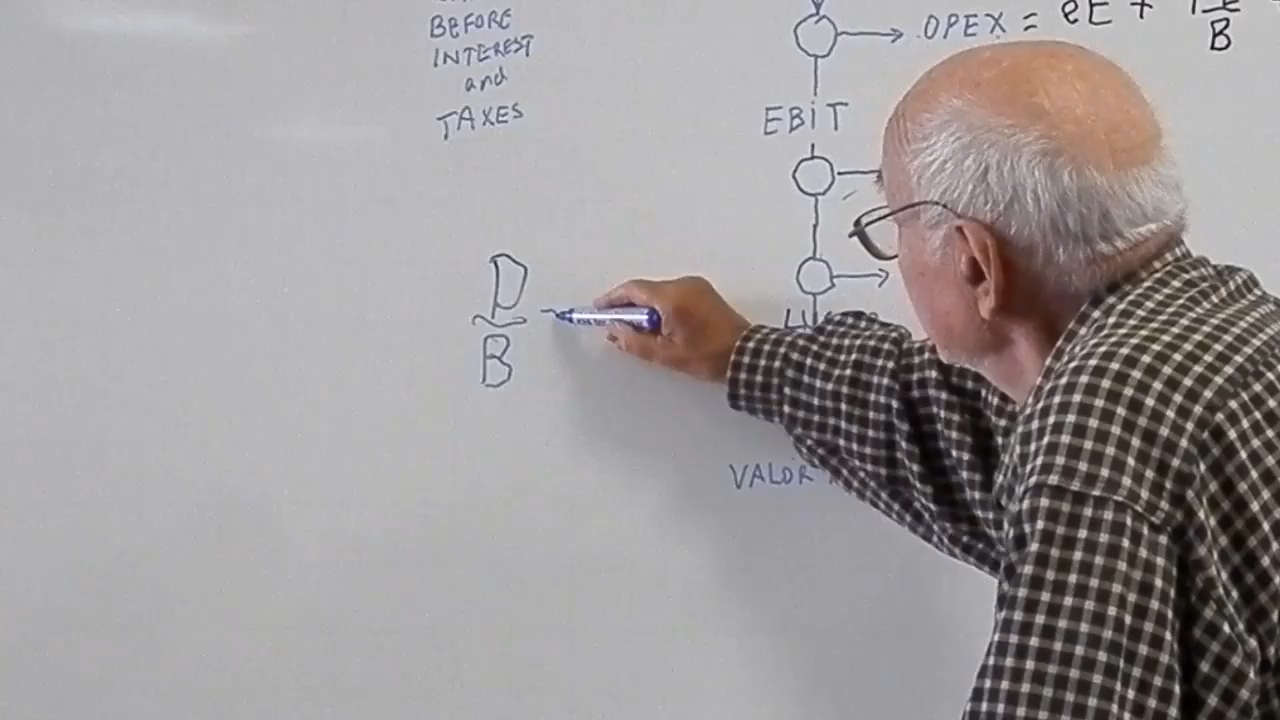 BEFORE
INTEREST
and
TAXES
OPEX = eE +
B
EBIT
D
B
VALOR